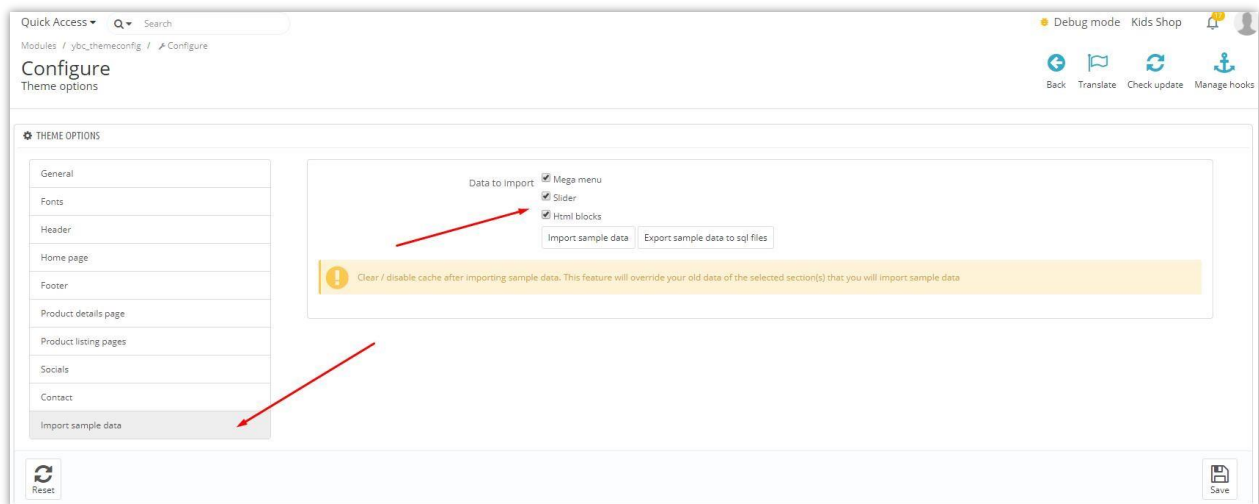 Quick Access Search Debug mode Kids Shop
Modules / ybc_themeconfig / Configure
Configure
Theme options
Back Translate Check update Manage hooks
THEME OPTIONS
General
Fonts
Header
Home page
Footer
Product details page
Product listing pages
Socials
Contact
Import sample data
Data to import Mega menu
Slider
Html blocks
Import sample data Export sample data to sql files
Clear / disable cache after importing sample data. This feature will override your old data of the selected section(s) that you will import sample data
Reset Save